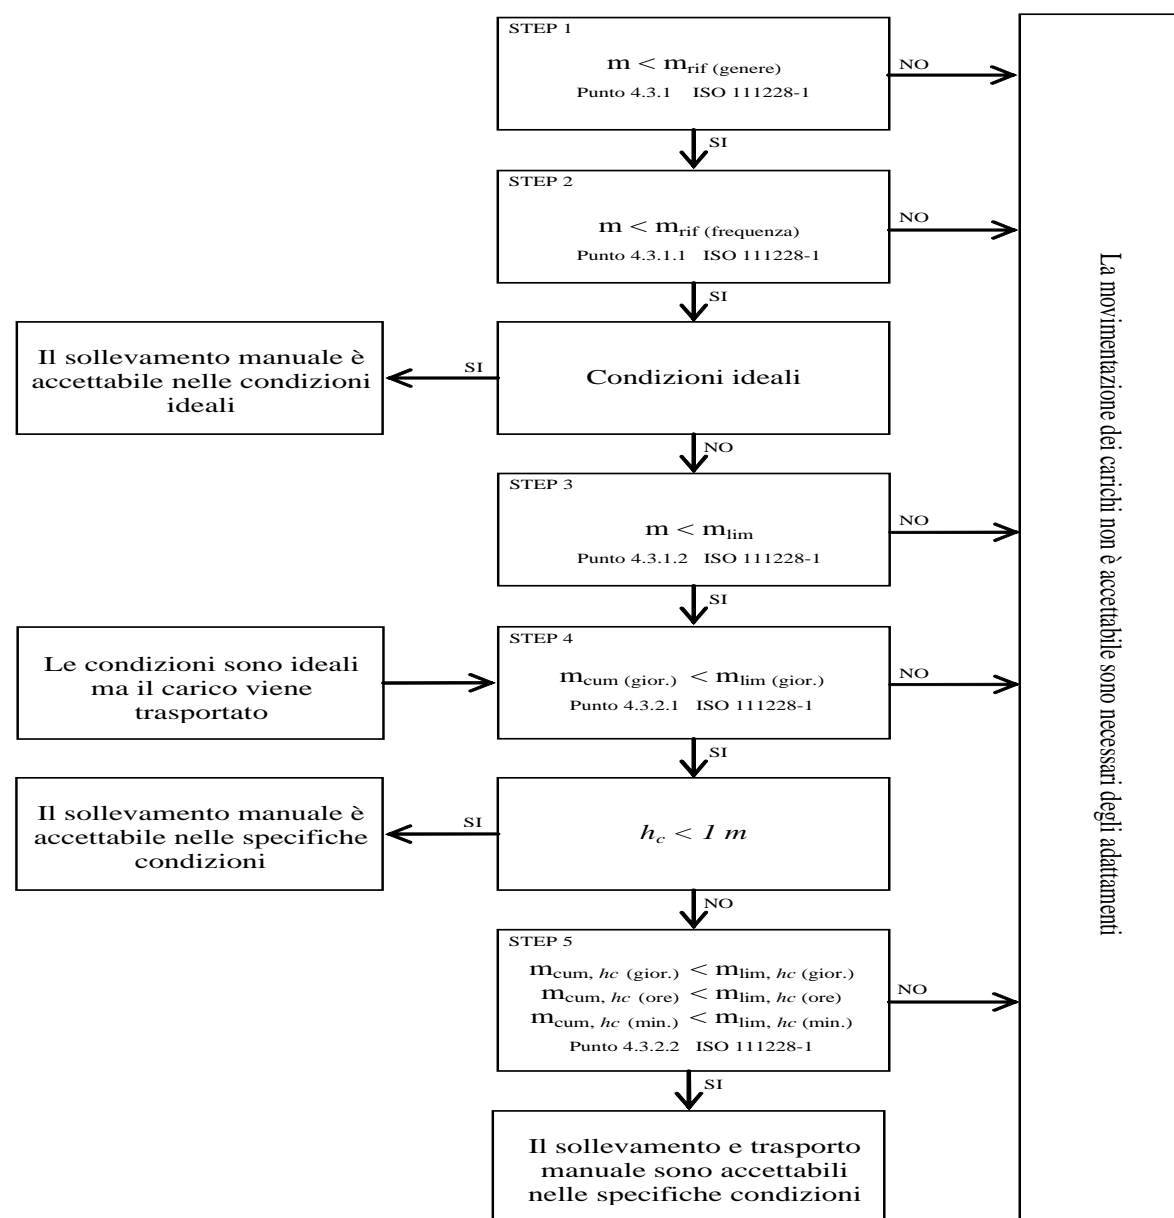 STEP 1
m < mrif (genere)
Punto 4.3.1 ISO 111228-1
NO
SI
STEP 2
m < mrif (frequenza)
Punto 4.3.1.1 ISO 111228-1
NO
SI
Il sollevamento manuale è
accettabile nelle condizioni
ideali
SI
Condizioni ideali
NO
STEP 3
m < mlim
Punto 4.3.1.2 ISO 111228-1
NO
SI
Le condizioni sono ideali
ma il carico viene
trasportato
STEP 4
mcum (gior.) < mlim (gior.)
Punto 4.3.2.1 ISO 111228-1
NO
SI
Il sollevamento manuale è
accettabile nelle specifiche
condizioni
SI
hc < 1 m
NO
STEP 5
mcum, hc (gior.) < mlim, hc (gior.)
mcum, hc (ore) < mlim, hc (ore)
mcum, hc (min.) < mlim, hc (min.)
Punto 4.3.2.2 ISO 111228-1
NO
SI
Il sollevamento e trasporto
manuale sono accettabili
nelle specifiche condizioni
La movimentazione dei carichi non è accettabile sono necessari degli adattamenti